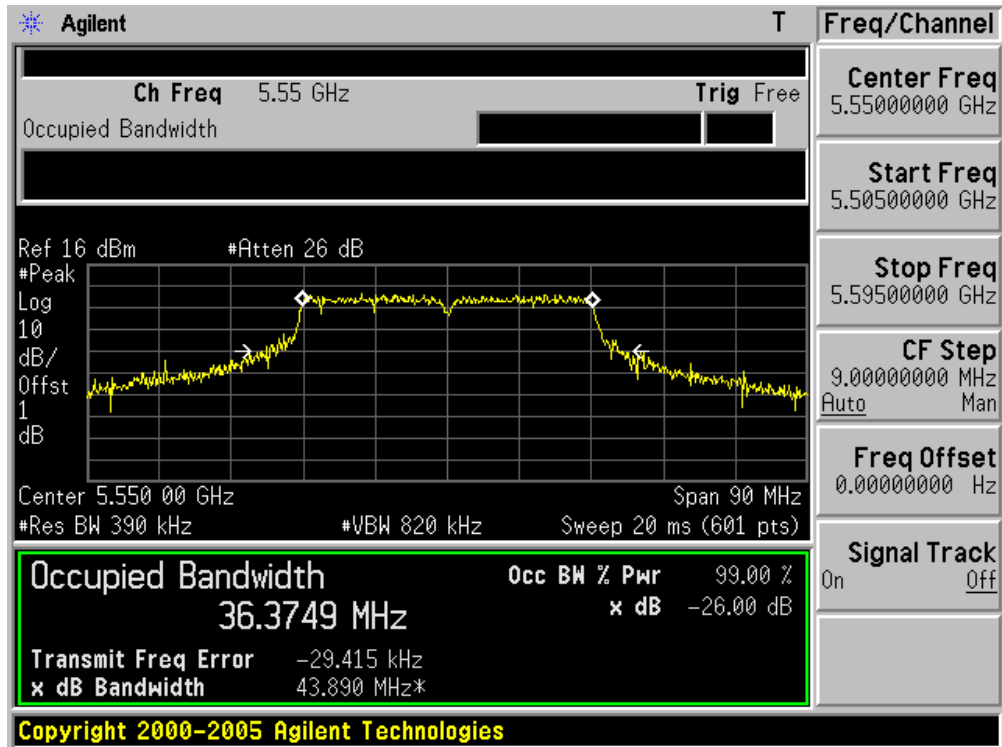 Agilent T
Ch Freq 5.55 GHz Trig Free
Occupied Bandwidth
Ref 16 dBm #Atten 26 dB
#Peak
Log
10
dB/
Offst
1
dB
Center 5.550 00 GHz Span 90 MHz
#Res BW 390 kHz #VBW 820 kHz Sweep 20 ms (601 pts)
Occupied Bandwidth Occ BW % Pwr 99.00 %
36.3749 MHz x dB -26.00 dB
Transmit Freq Error -29.415 kHz
x dB Bandwidth 43.890 MHz*
Copyright 2000-2005 Agilent Technologies
Freq/Channel
Center Freq
5.55000000 GHz
Start Freq
5.50500000 GHz
Stop Freq
5.59500000 GHz
CF Step
9.00000000 MHz
Auto Man
Freq Offset
0.00000000 Hz
Signal Track
On Off